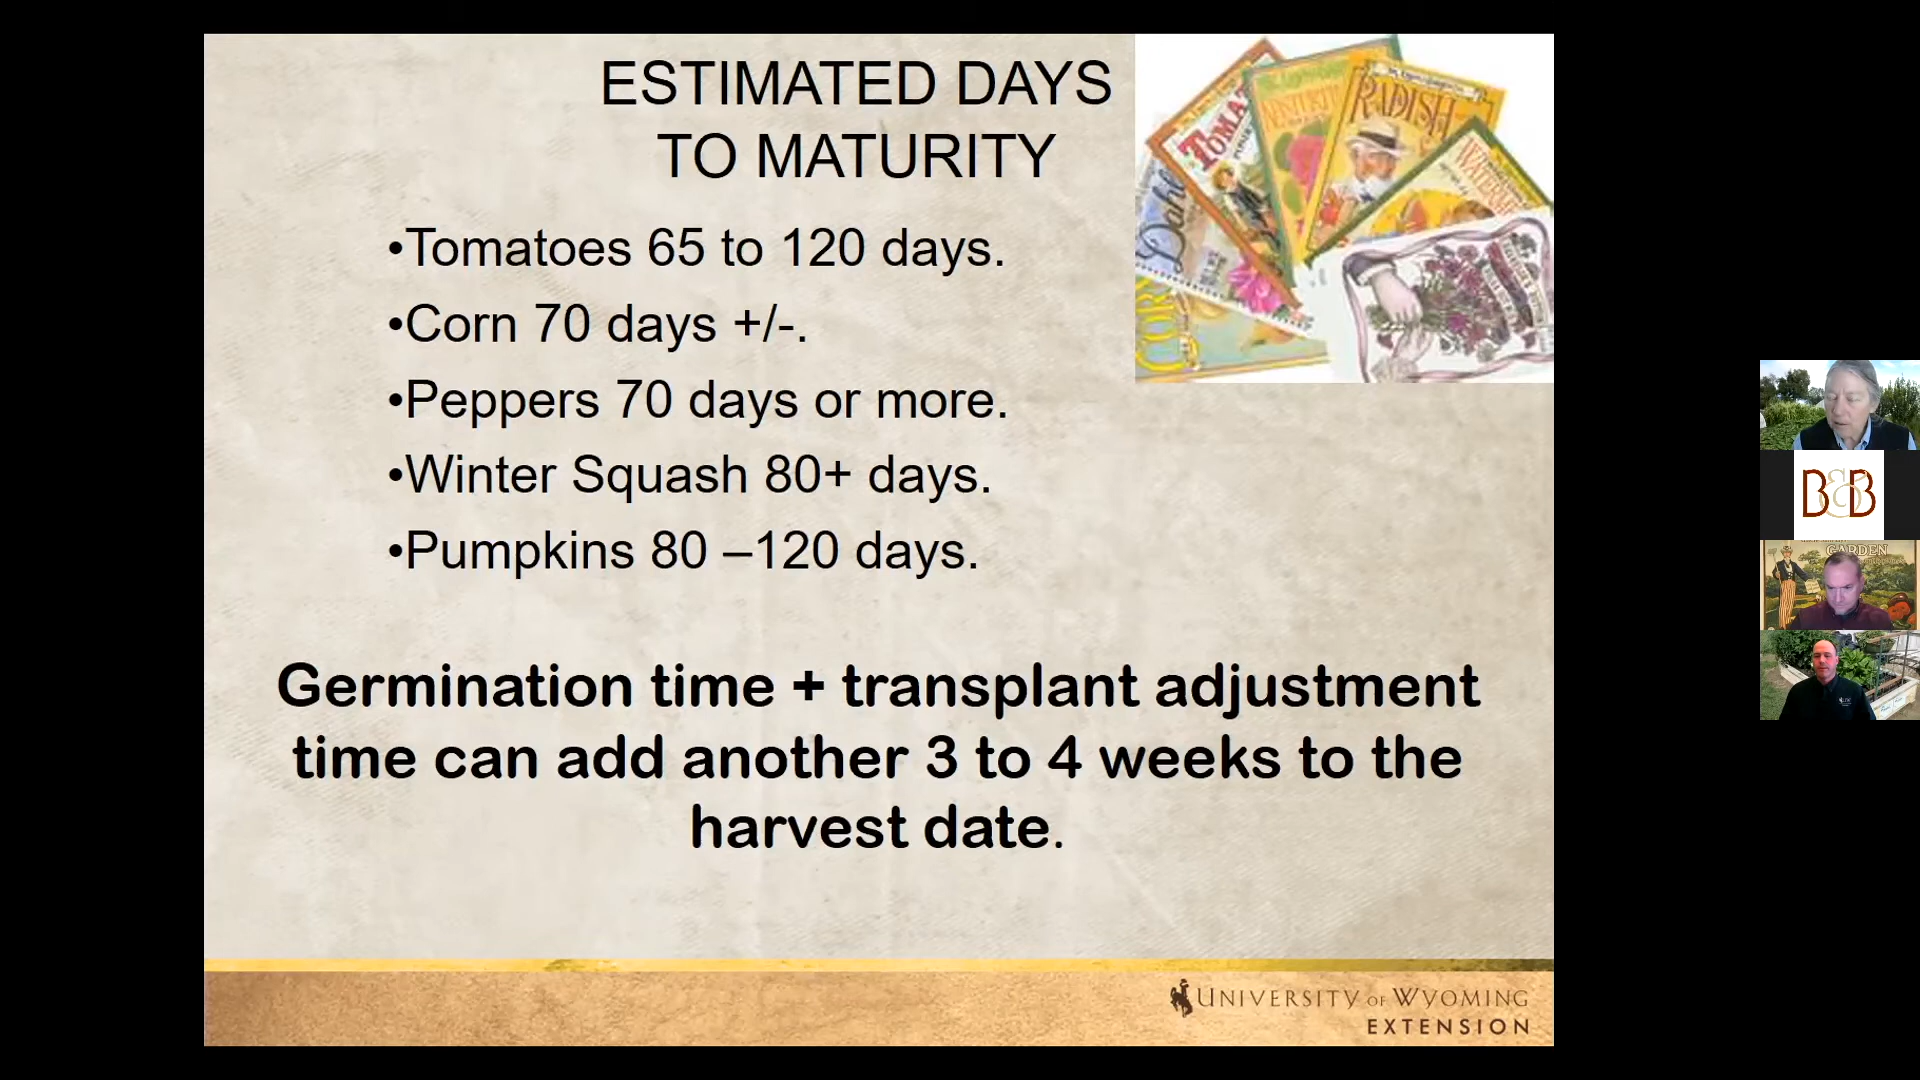 ESTIMATED DAYS
TO MATURITY
•Tomatoes 65 to 120 days.
•Corn 70 days +/-.
•Peppers 70 days or more.
•Winter Squash 80+ days.
•Pumpkins 80 –120 days.
Germination time + transplant adjustment
time can add another 3 to 4 weeks to the
harvest date.
RADISH
UNIVERSITY OF WYOMING
EXTENSION
B&B
GARDEN